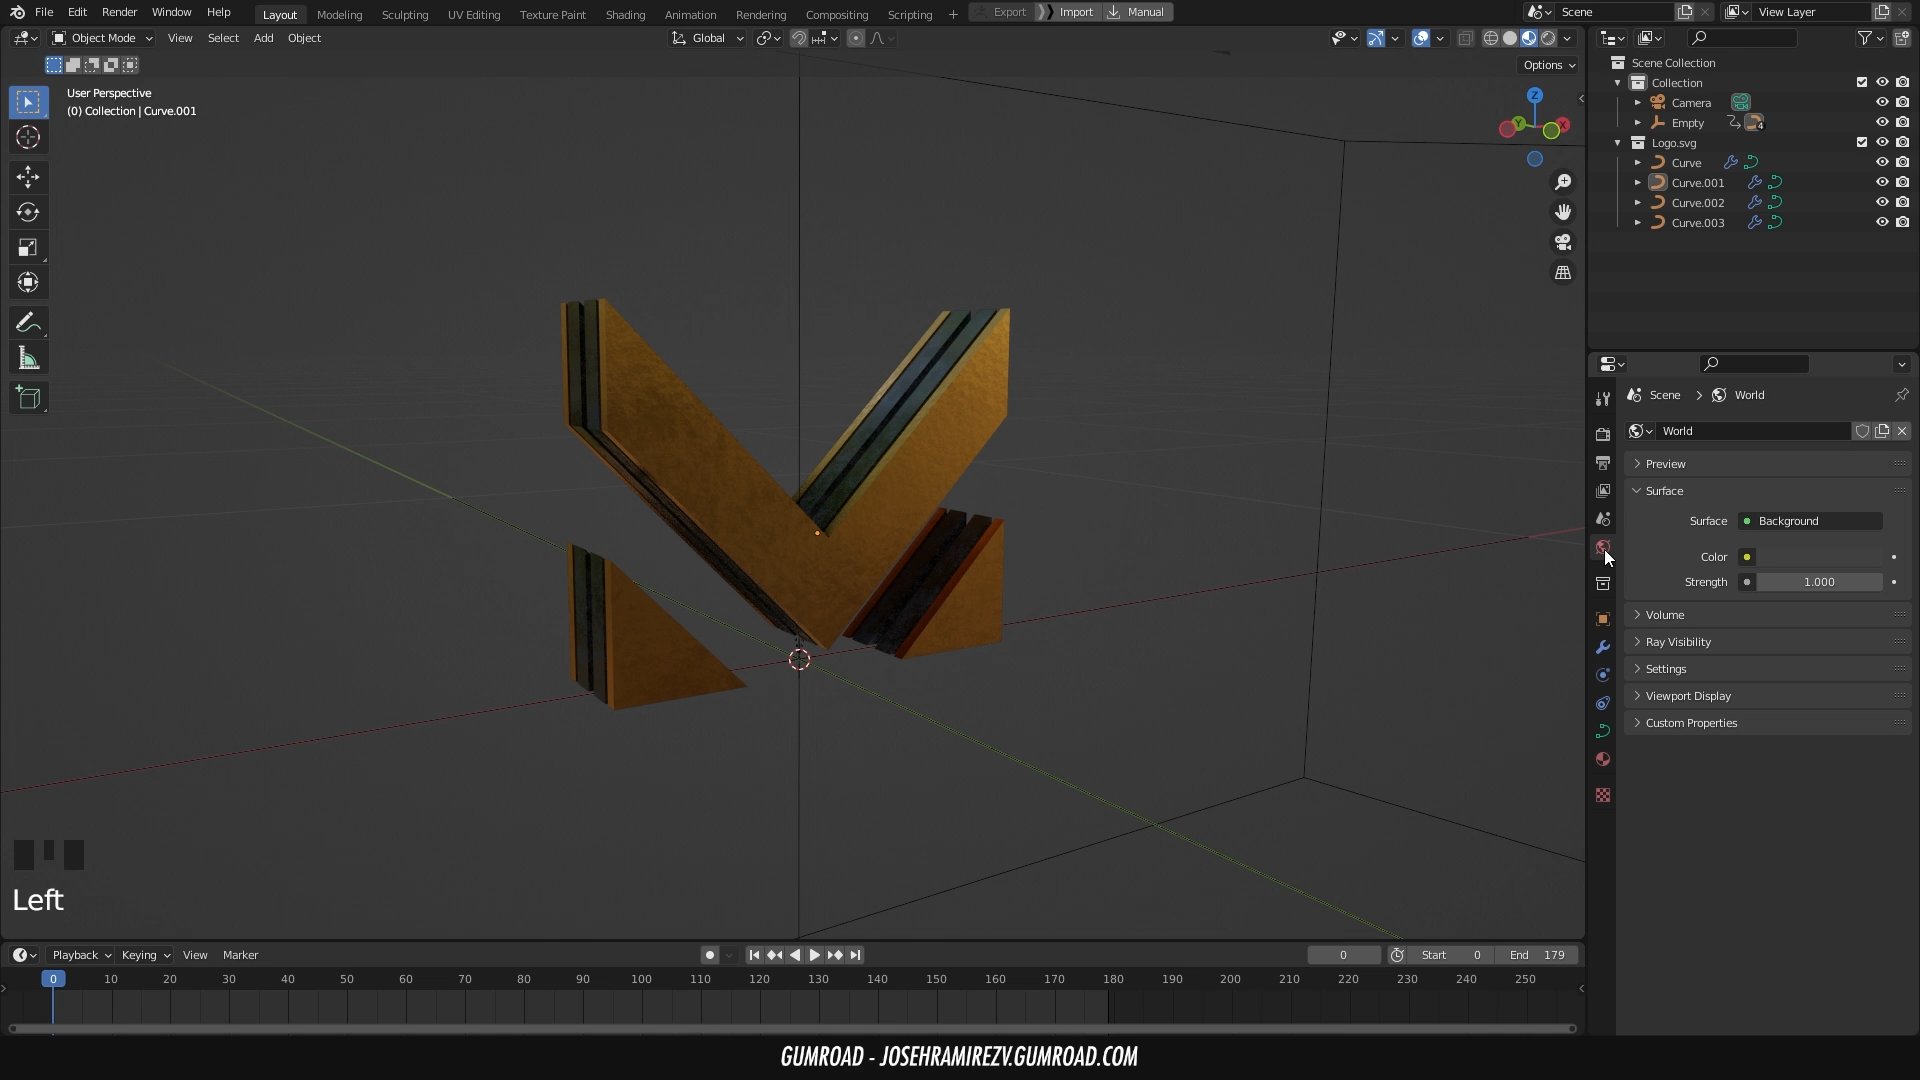 File Edit Render Window Help
Layout Modeling Sculpting UV Editing Texture Paint Shading Animation Rendering Compositing Scripting +
Export Import Manual
Scene View Layer
Object Mode View Select Add Object
Global
Options
User Perspective
(0) Collection | Curve.001
Z
Y
X
Left
Scene Collection
Collection
Camera
Empty 4
Logo.svg
Curve
Curve.001
Curve.002
Curve.003
Scene > World
World
Preview
Surface
Surface Background
Color
Strength 1.000
Volume
Ray Visibility
Settings
Viewport Display
Custom Properties
Playback Keying View Marker
0 Start 0 End 179
0 10 20 30 40 50 60 70 80 90 100 110 120 130 140 150 160 170 180 190 200 210 220 230 240 250
GUMROAD - JOSEHRAMIREZV.GUMROAD.COM